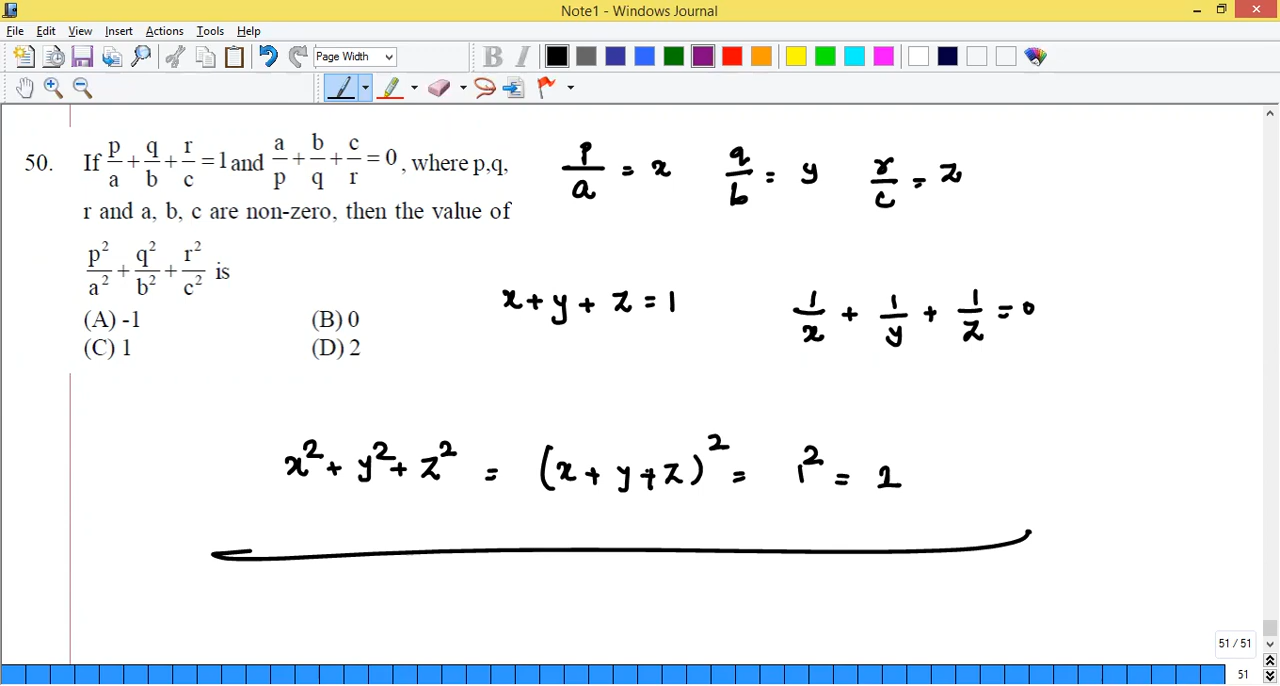 Note1 - Windows Journal
File Edit View Insert Actions Tools Help
Page Width
50. If p/a + q/b + r/c = 1 and a/p + b/q + c/r = 0, where p,q,
r and a, b, c are non-zero, then the value of
p²/a² + q²/b² + r²/c² is
(A) -1 (B) 0
(C) 1 (D) 2
p/a = x q/b = y r/c = z
x + y + z = 1 1/x + 1/y + 1/z = 0
x² + y² + z² = (x + y + z)² = 1² = 1
51 / 51
51